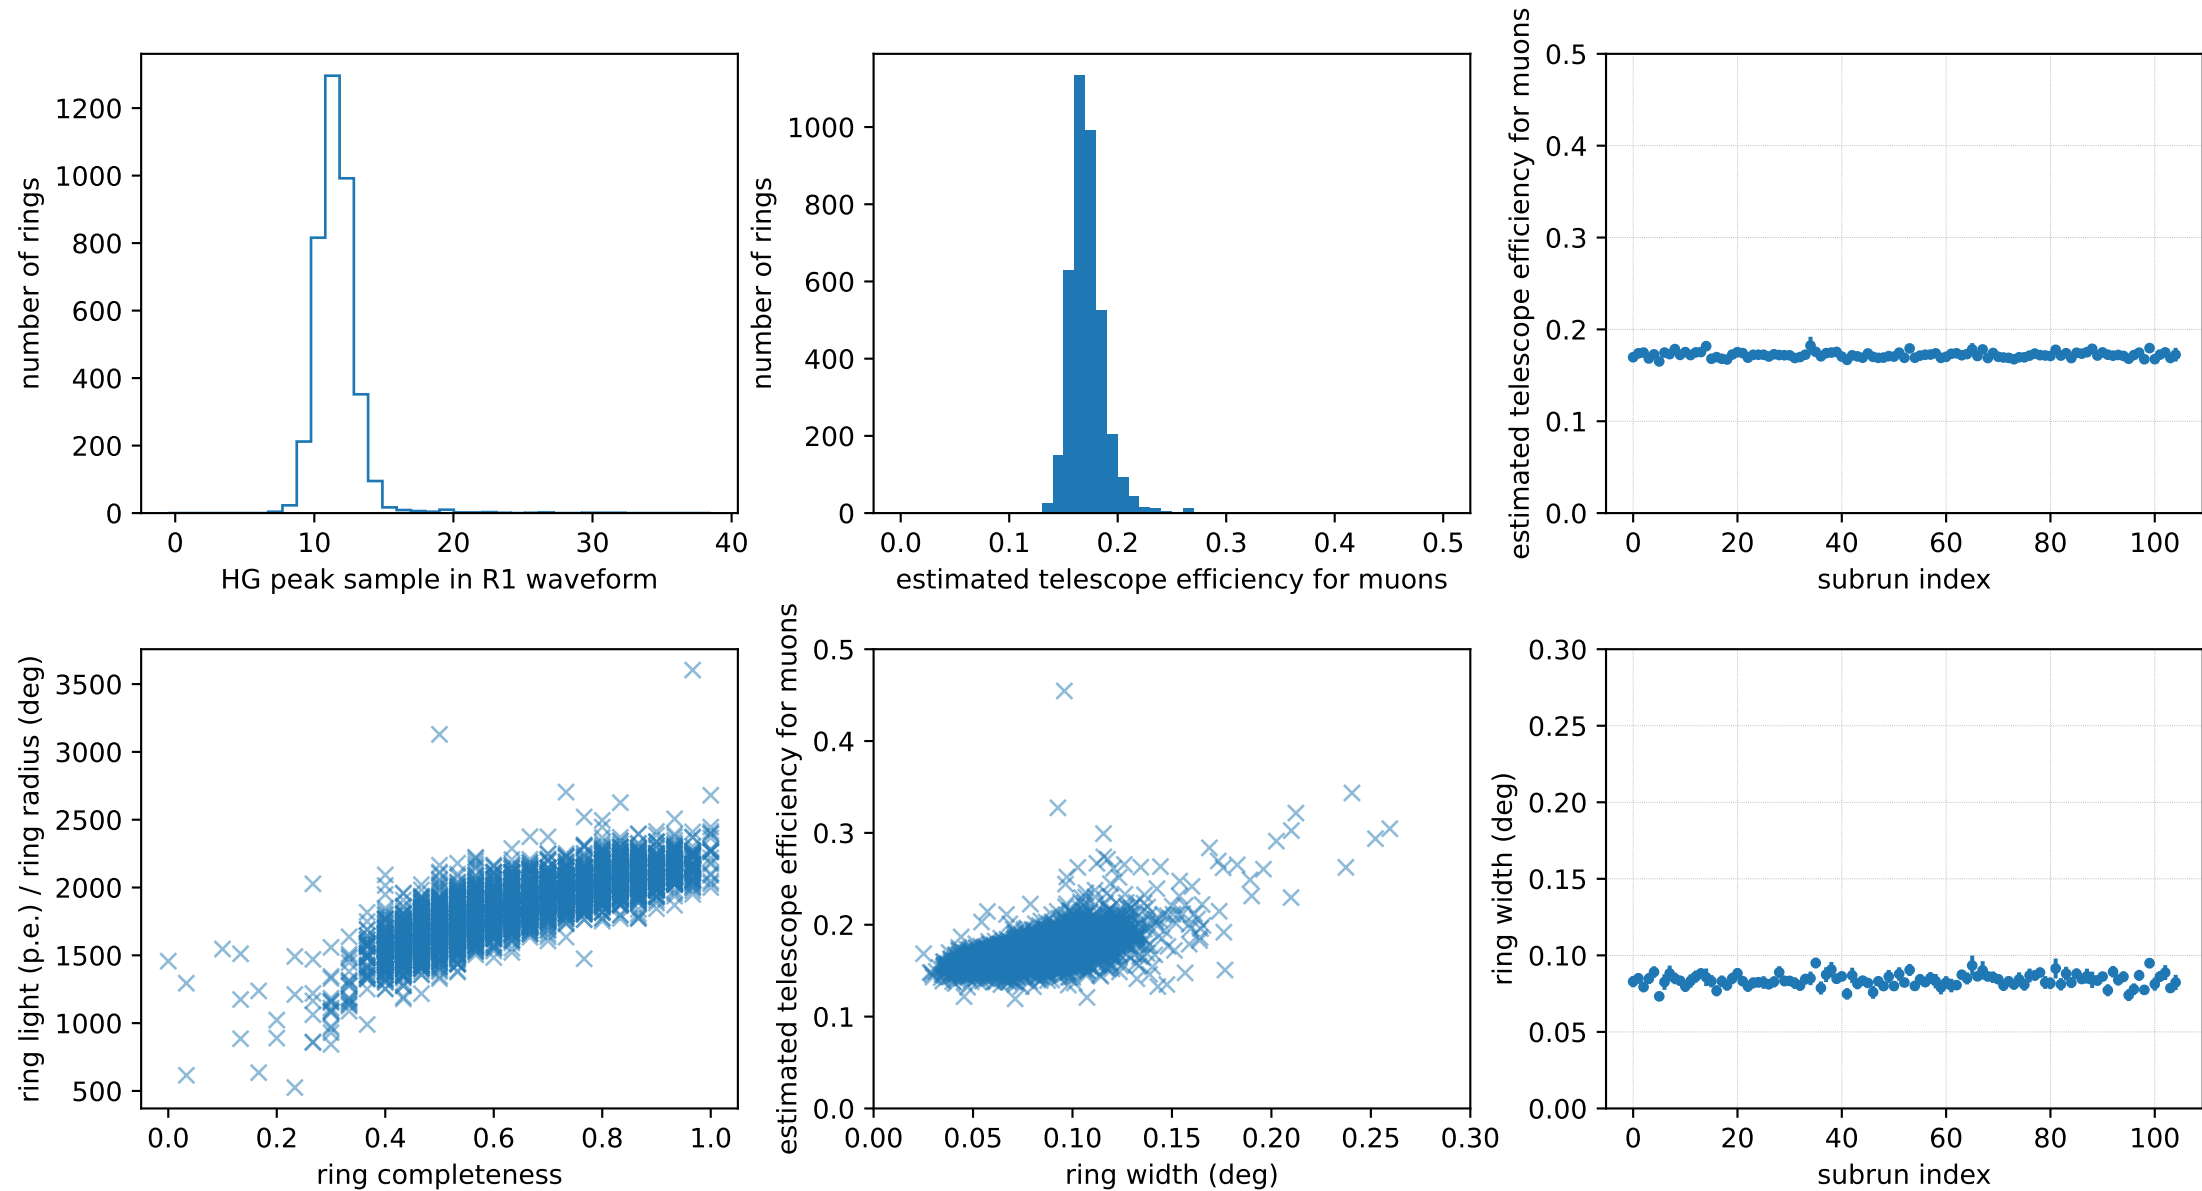 number of rings
1200
1000
800
600
400
200
0
0 10 20 30 40
HG peak sample in R1 waveform
number of rings
1000
800
600
400
200
0
0.0 0.1 0.2 0.3 0.4 0.5
estimated telescope efficiency for muons
estimated telescope efficiency for muons
0.5
0.4
0.3
0.2
0.1
0.0
0 20 40 60 80 100
subrun index
ring light (p.e.) / ring radius (deg)
3500
3000
2500
2000
1500
1000
500
0.0 0.2 0.4 0.6 0.8 1.0
ring completeness
estimated telescope efficiency for muons
0.5
0.4
0.3
0.2
0.1
0.0
0.00 0.05 0.10 0.15 0.20 0.25 0.30
ring width (deg)
ring width (deg)
0.30
0.25
0.20
0.15
0.10
0.05
0.00
0 20 40 60 80 100
subrun index